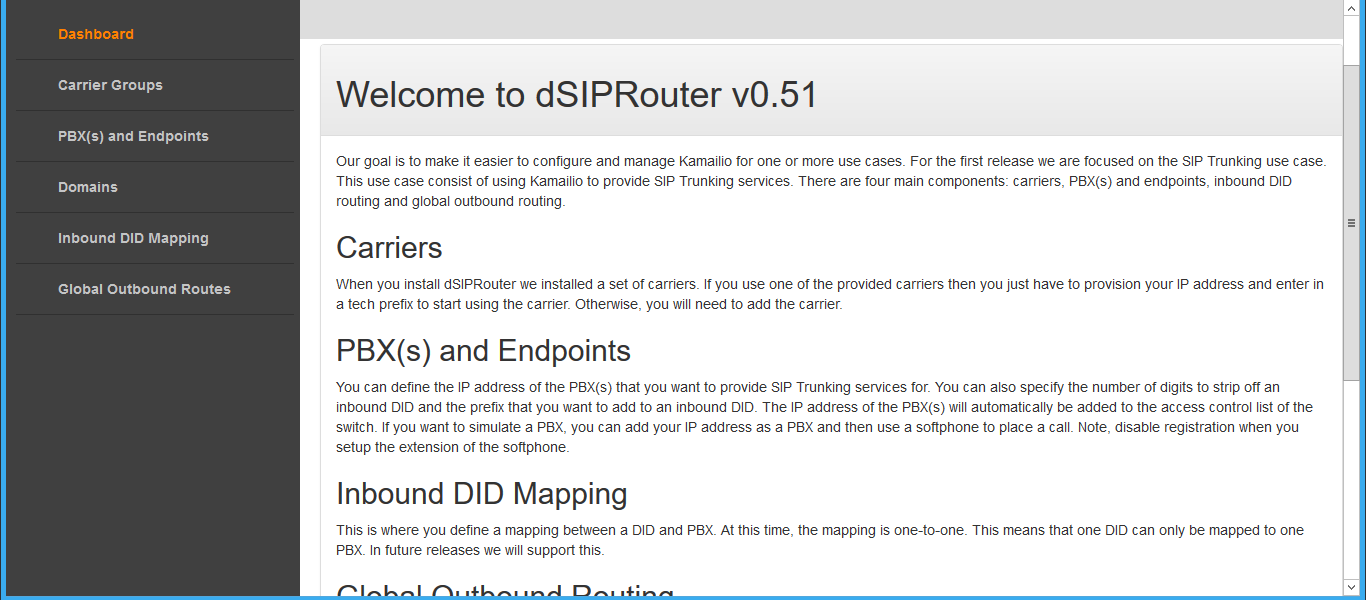 Dashboard
Carrier Groups
PBX(s) and Endpoints
Domains
Inbound DID Mapping
Global Outbound Routes
Welcome to dSIPRouter v0.51
Our goal is to make it easier to configure and manage Kamailio for one or more use cases. For the first release we are focused on the SIP Trunking use case.
This use case consist of using Kamailio to provide SIP Trunking services. There are four main components: carriers, PBX(s) and endpoints, inbound DID
routing and global outbound routing.
Carriers
When you install dSIPRouter we installed a set of carriers. If you use one of the provided carriers then you just have to provision your IP address and enter in
a tech prefix to start using the carrier. Otherwise, you will need to add the carrier.
PBX(s) and Endpoints
You can define the IP address of the PBX(s) that you want to provide SIP Trunking services for. You can also specify the number of digits to strip off an
inbound DID and the prefix that you want to add to an inbound DID. The IP address of the PBX(s) will automatically be added to the access control list of the
switch. If you want to simulate a PBX, you can add your IP address as a PBX and then use a softphone to place a call. Note, disable registration when you
setup the extension of the softphone.
Inbound DID Mapping
This is where you define a mapping between a DID and PBX. At this time, the mapping is one-to-one. This means that one DID can only be mapped to one
PBX. In future releases we will support this.
Global Outbound Routing